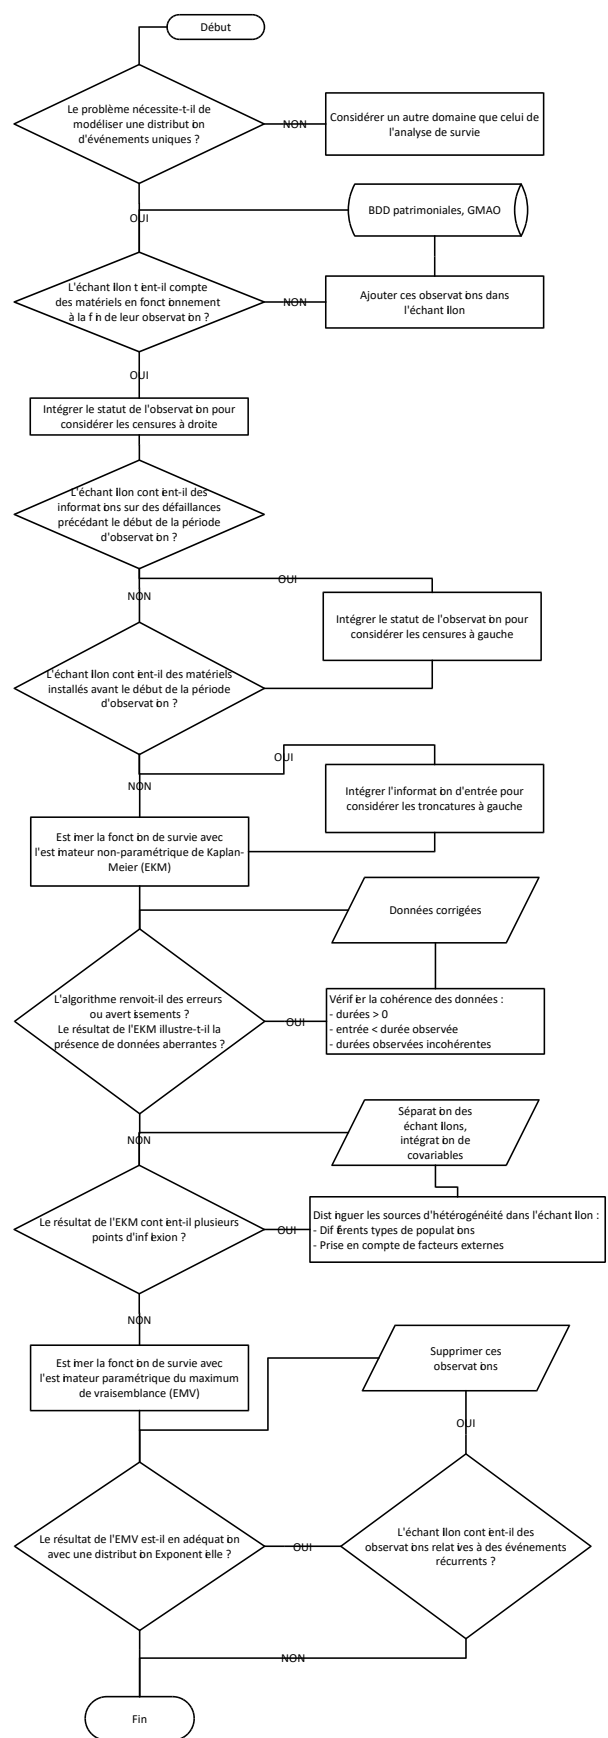 Début
Le problème nécessite-t-il de
modéliser une distribution
d'événements uniques ?
NON
Considérer un autre domaine que celui de
l'analyse de survie
OUI
BDD patrimoniales, GMAO
L'échantillon tient-il compte
des matériels en fonctionnement
à la fin de leur observation ?
NON
Ajouter ces observations dans
l'échantillon
OUI
Intégrer le statut de l'observation pour
considérer les censures à droite
L'échantillon contient-il des
informations sur des défaillances
précédant le début de la période
d'observation ?
OUI
NON
Intégrer le statut de l'observation pour
considérer les censures à gauche
L'échantillon contient-il des matériels
installés avant le début de la période
d'observation ?
OUI
NON
Intégrer l'information d'entrée pour
considérer les troncatures à gauche
Estimer la fonction de survie avec
l'estimateur non-paramétrique de Kaplan-
Meier (EKM)
Données corrigées
L'algorithme renvoit-il des erreurs
ou avertissements ?
Le résultat de l'EKM illustre-t-il la
présence de données aberrantes ?
OUI
Vérifier la cohérence des données :
- durées > 0
- entrée < durée observée
- durées observées incohérentes
NON
Séparation des
échantillons,
intégration de
covariables
Le résultat de l'EKM contient-il plusieurs
points d'inflexion ?
OUI
Distinguer les sources d'hétérogénéité dans l'échantillon :
- Différents types de populations
- Prise en compte de facteurs externes
NON
Estimer la fonction de survie avec
l'estimateur paramétrique du maximum
de vraisemblance (EMV)
Supprimer ces
observations
OUI
Le résultat de l'EMV est-il en adéquation
avec une distribution Exponentielle ?
OUI
L'échantillon contient-il des
observations relatives à des événements
récurrents ?
NON
Fin